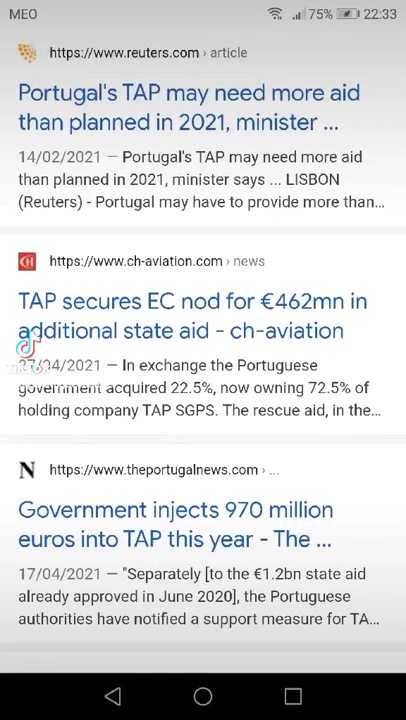 MEO 75% 22:33
https://www.reuters.com › article
Portugal's TAP may need more aid
than planned in 2021, minister ...
14/02/2021 — Portugal's TAP may need more aid
than planned in 2021, minister says ... LISBON
(Reuters) - Portugal may have to provide more than...
CH https://www.ch-aviation.com › news
TAP secures EC nod for €462mn in
additional state aid - ch-aviation
27/04/2021 — In exchange the Portuguese
TikTok
government acquired 22.5%, now owning 72.5% of
holding company TAP SGPS. The rescue aid, in the...
N https://www.theportugalnews.com › ...
Government injects 970 million
euros into TAP this year - The ...
17/04/2021 — "Separately [to the €1.2bn state aid
already approved in June 2020], the Portuguese
authorities have notified a support measure for TA...